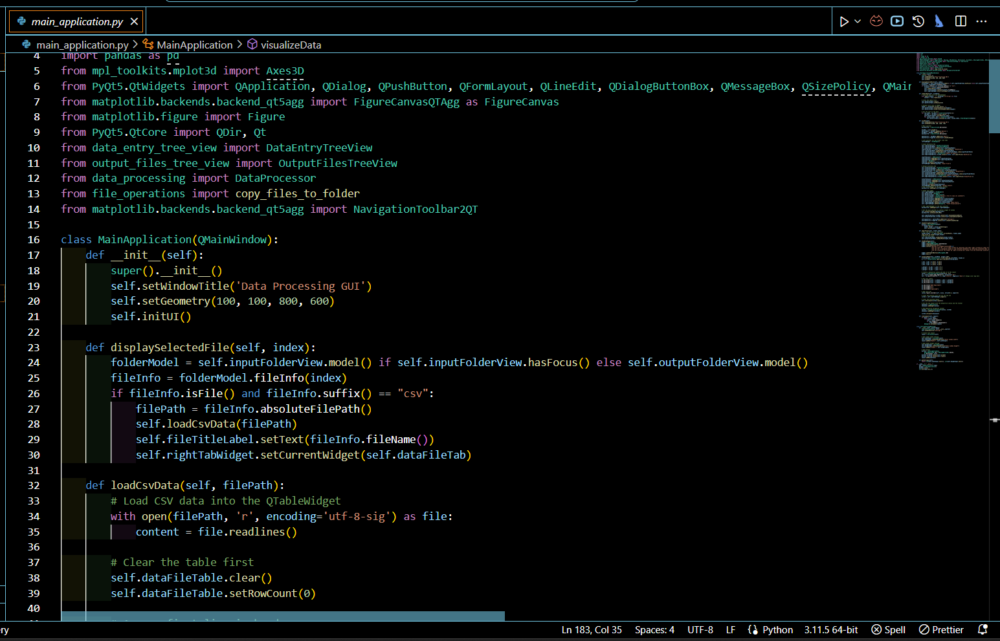 main_application.py
main_application.py > MainApplication > visualizeData
4 import pandas as pd
5 from mpl_toolkits.mplot3d import Axes3D
6 from PyQt5.QtWidgets import QApplication, QDialog, QPushButton, QFormLayout, QLineEdit, QDialogButtonBox, QMessageBox, QSizePolicy, QMair
7 from matplotlib.backends.backend_qt5agg import FigureCanvasQTAgg as FigureCanvas
8 from matplotlib.figure import Figure
9 from PyQt5.QtCore import QDir, Qt
10 from data_entry_tree_view import DataEntryTreeView
11 from output_files_tree_view import OutputFilesTreeView
12 from data_processing import DataProcessor
13 from file_operations import copy_files_to_folder
14 from matplotlib.backends.backend_qt5agg import NavigationToolbar2QT
15
16 class MainApplication(QMainWindow):
17 def __init__(self):
18 super().__init__()
19 self.setWindowTitle('Data Processing GUI')
20 self.setGeometry(100, 100, 800, 600)
21 self.initUI()
22
23 def displaySelectedFile(self, index):
24 folderModel = self.inputFolderView.model() if self.inputFolderView.hasFocus() else self.outputFolderView.model()
25 fileInfo = folderModel.fileInfo(index)
26 if fileInfo.isFile() and fileInfo.suffix() == "csv":
27 filePath = fileInfo.absoluteFilePath()
28 self.loadCsvData(filePath)
29 self.fileTitleLabel.setText(fileInfo.fileName())
30 self.rightTabWidget.setCurrentWidget(self.dataFileTab)
31
32 def loadCsvData(self, filePath):
33 # Load CSV data into the QTableWidget
34 with open(filePath, 'r', encoding='utf-8-sig') as file:
35 content = file.readlines()
36
37 # Clear the table first
38 self.dataFileTable.clear()
39 self.dataFileTable.setRowCount(0)
40
ry Ln 183, Col 35 Spaces: 4 UTF-8 LF Python 3.11.5 64-bit Spell Prettier